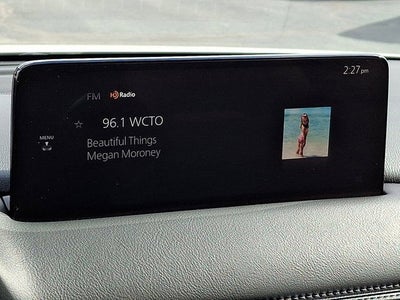 2:27 pm
FM HD Radio
96.1 WCTO
MENU
Beautiful Things
Megan Moroney